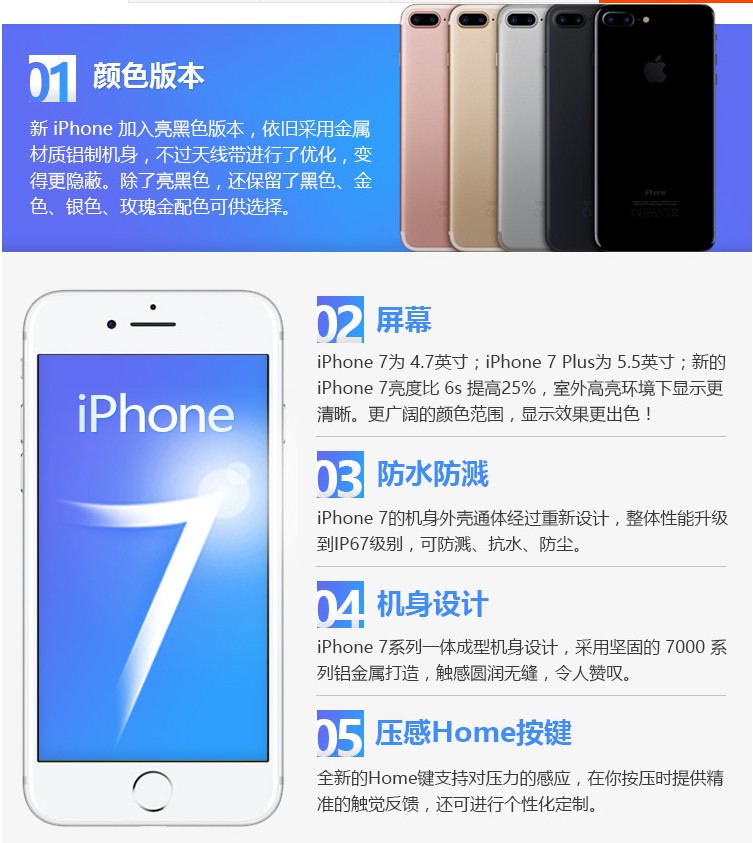 01 颜色版本
新 iPhone 加入亮黑色版本，依旧采用金属
材质铝制机身，不过天线带进行了优化，变
得更隐蔽。除了亮黑色，还保留了黑色、金
色、银色、玫瑰金配色可供选择。
iPhone
iPhone
7
02 屏幕
iPhone 7为 4.7英寸；iPhone 7 Plus为 5.5英寸；新的
iPhone 7亮度比 6s 提高25%，室外高亮环境下显示更
清晰。更广阔的颜色范围，显示效果更出色！
03 防水防溅
iPhone 7的机身外壳通体经过重新设计，整体性能升级
到IP67级别，可防溅、抗水、防尘。
04 机身设计
iPhone 7系列一体成型机身设计，采用坚固的 7000 系
列铝金属打造，触感圆润无缝，令人赞叹。
05 压感Home按键
全新的Home键支持对压力的感应，在你按压时提供精
准的触觉反馈，还可进行个性化定制。